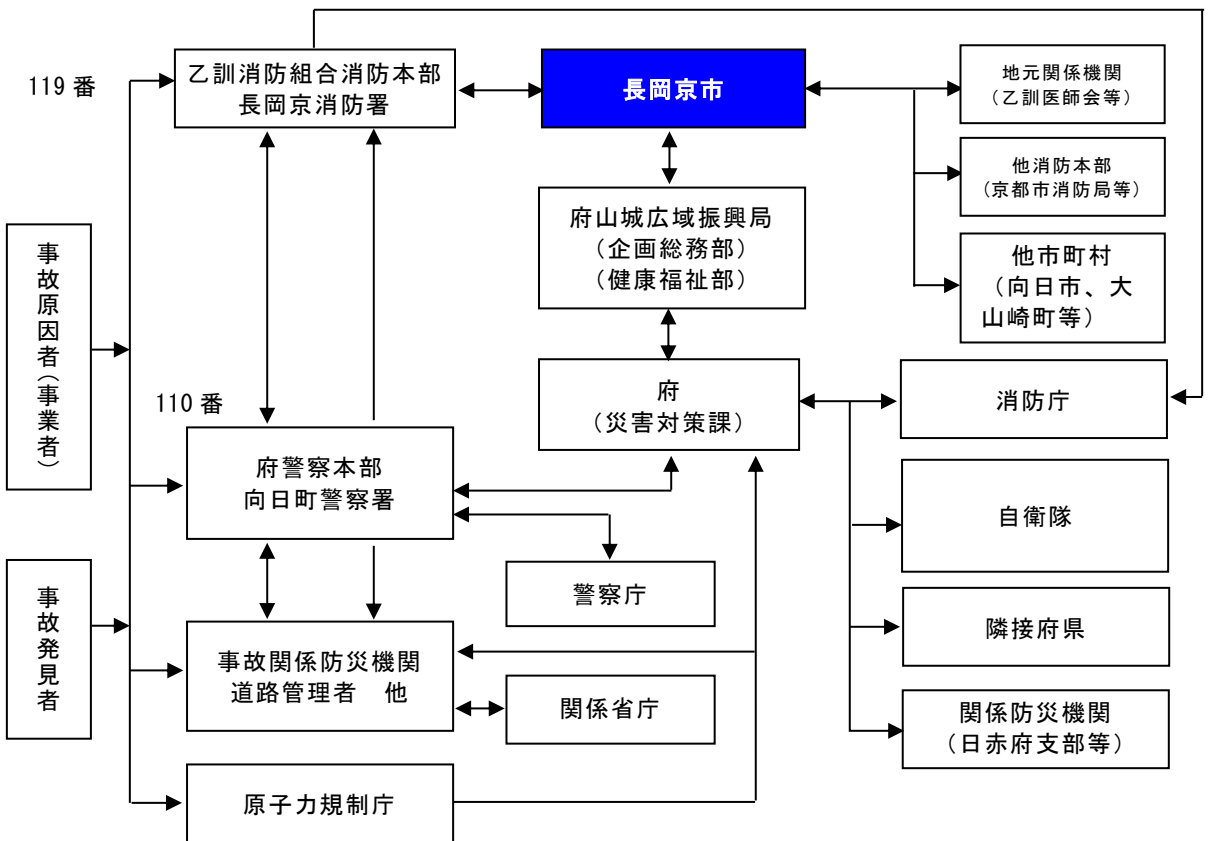 119 番
乙訓消防組合消防本部
長岡京消防署
長岡京市
地元関係機関
（乙訓医師会等）
他消防本部
（京都市消防局等）
府山城広域振興局
（企画総務部）
（健康福祉部）
他市町村
（向日市、大
山崎町等）
事故原因者（事業者）
110 番
府
（災害対策課）
消防庁
府警察本部
向日町警察署
自衛隊
事故発見者
警察庁
隣接府県
事故関係防災機関
道路管理者　他
関係省庁
関係防災機関
（日赤府支部等）
原子力規制庁